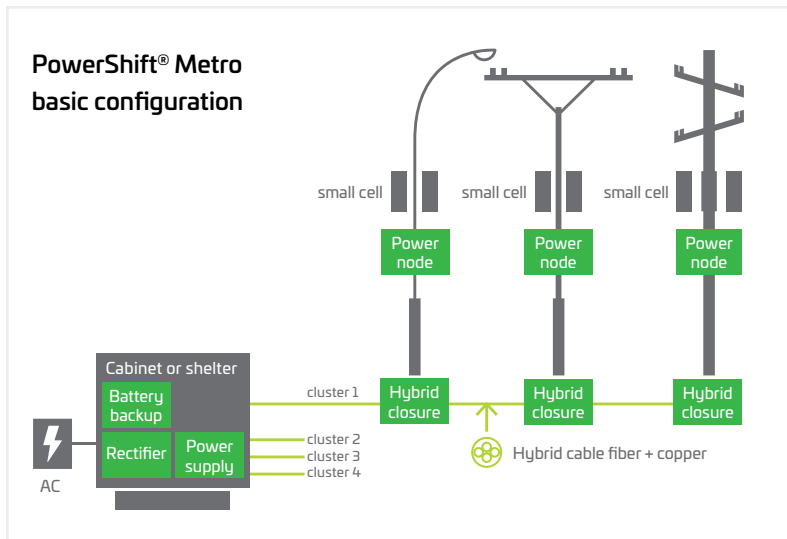 PowerShift® Metro
basic configuration
small cell
small cell
small cell
Power
node
Power
node
Power
node
Cabinet or shelter
Battery
backup
Rectifier
Power
supply
AC
cluster 1
cluster 2
cluster 3
cluster 4
Hybrid
closure
Hybrid
closure
Hybrid
closure
Hybrid cable fiber + copper